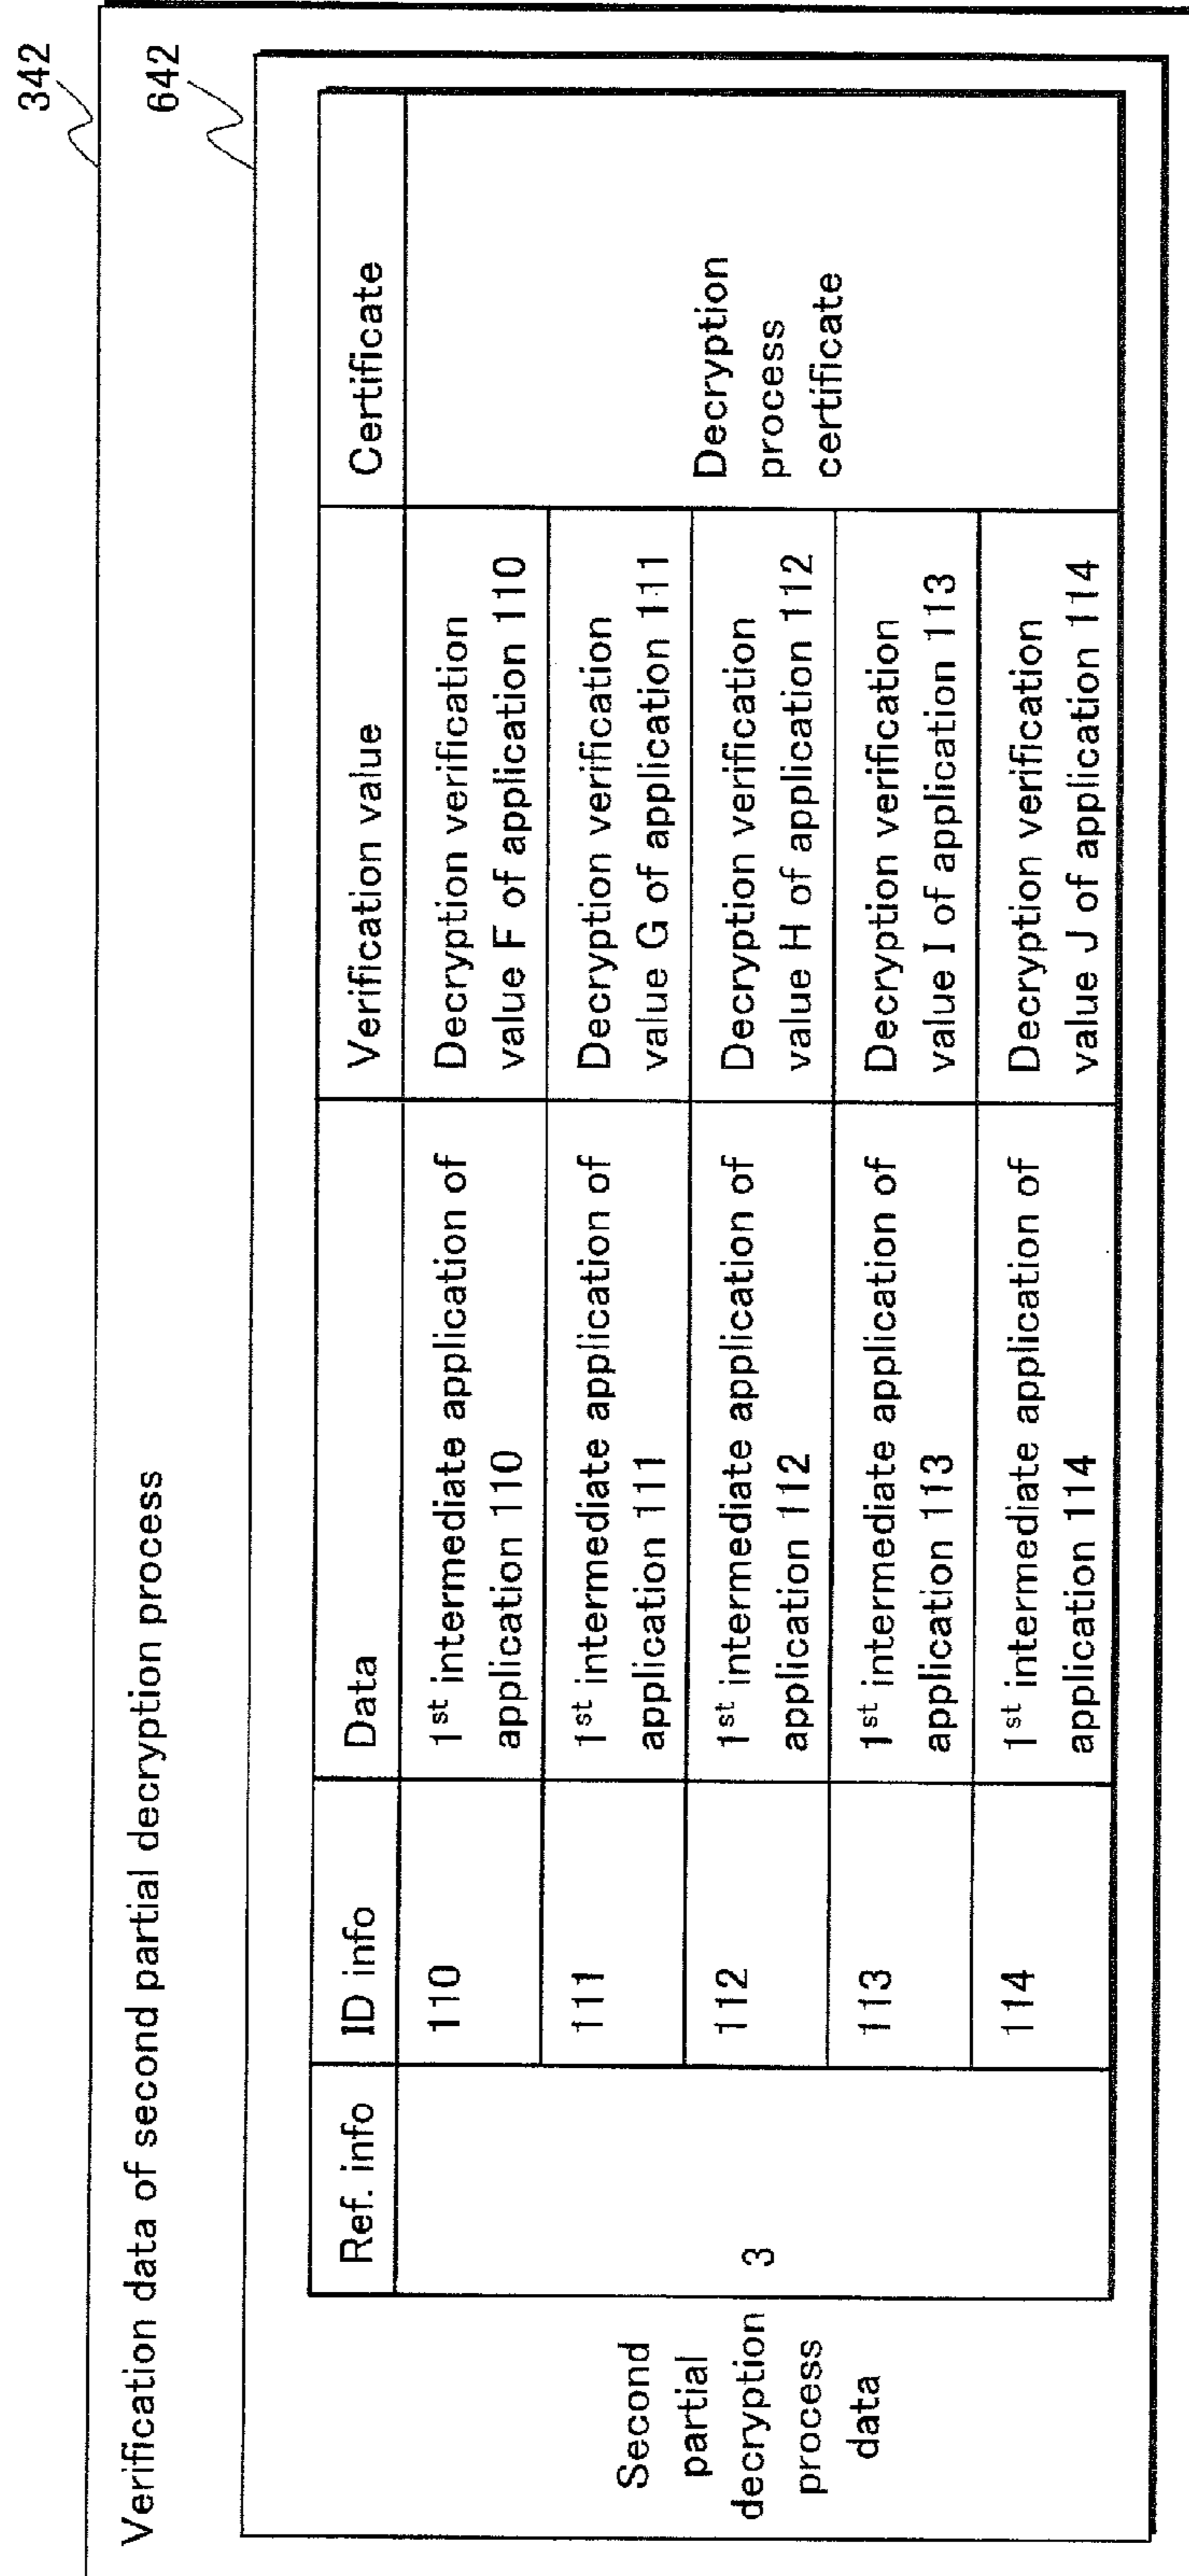 342
Verification data of second partial decryption process
642
Second
partial
decryption
process
data
Ref. info
ID info
Data
Verification value
Certificate
3
110
1st intermediate application of
application 110
Decryption verification
value F of application 110
111
1st intermediate application of
application 111
Decryption verification
value G of application 111
112
1st intermediate application of
application 112
Decryption verification
value H of application 112
113
1st intermediate application of
application 113
Decryption verification
value I of application 113
114
1st intermediate application of
application 114
Decryption verification
value J of application 114
Decryption
process
certificate